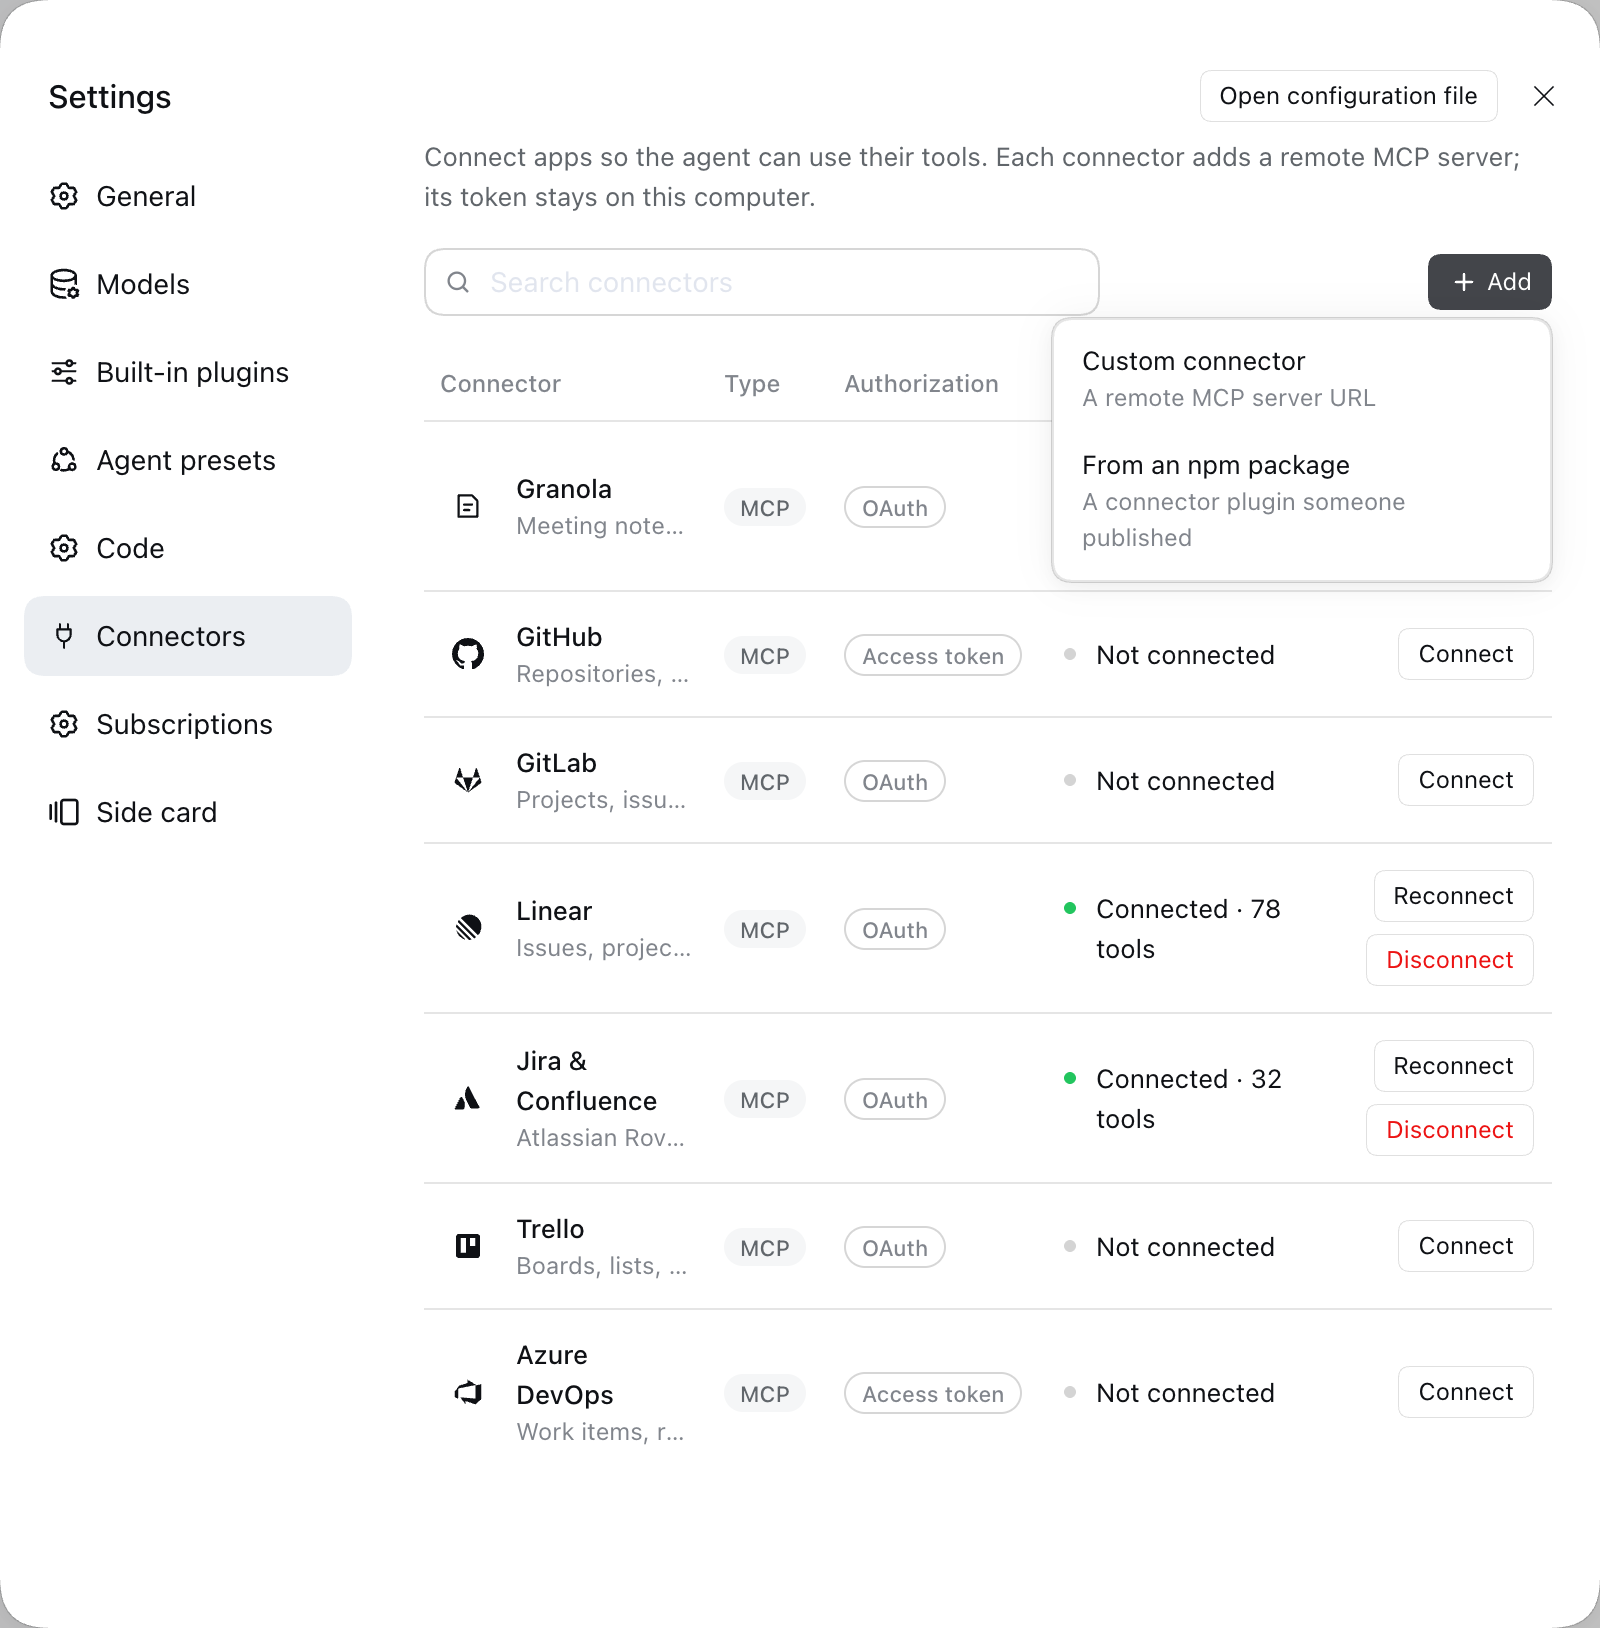 Settings
Open configuration file
General
Models
Built-in plugins
Agent presets
Code
Connectors
Subscriptions
Side card
Connect apps so the agent can use their tools. Each connector adds a remote MCP server;
its token stays on this computer.
Search connectors
+ Add
Custom connector
A remote MCP server URL
From an npm package
A connector plugin someone
published
Connector Type Authorization
Granola
Meeting note...
MCP
OAuth
GitHub
Repositories, ...
MCP
Access token
Not connected
Connect
GitLab
Projects, issu...
MCP
OAuth
Not connected
Connect
Linear
Issues, projec...
MCP
OAuth
Connected · 78
tools
Reconnect
Disconnect
Jira &
Confluence
Atlassian Rov...
MCP
OAuth
Connected · 32
tools
Reconnect
Disconnect
Trello
Boards, lists, ...
MCP
OAuth
Not connected
Connect
Azure
DevOps
Work items, r...
MCP
Access token
Not connected
Connect